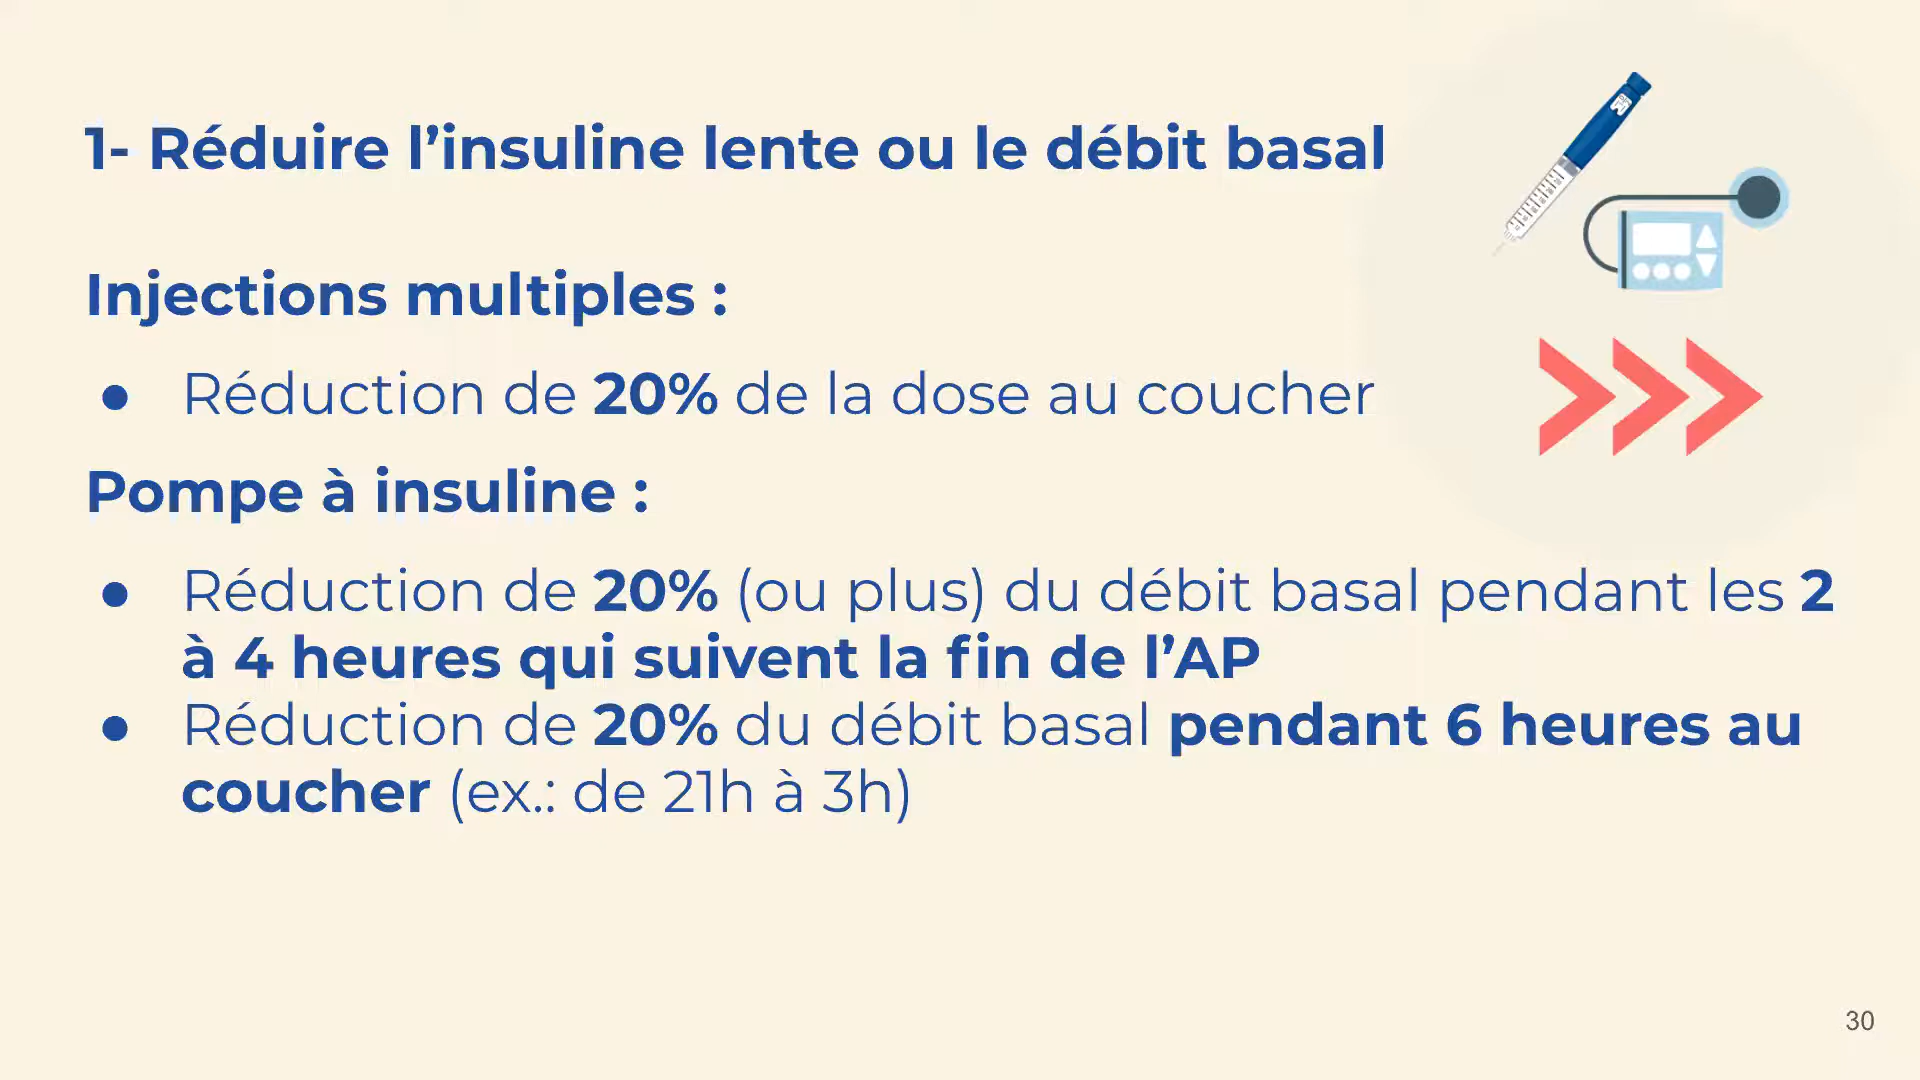 1- Réduire l’insuline lente ou le débit basal
Injections multiples :
● Réduction de 20% de la dose au coucher
Pompe à insuline :
● Réduction de 20% (ou plus) du débit basal pendant les 2
à 4 heures qui suivent la fin de l’AP
● Réduction de 20% du débit basal pendant 6 heures au
coucher (ex.: de 21h à 3h)
30